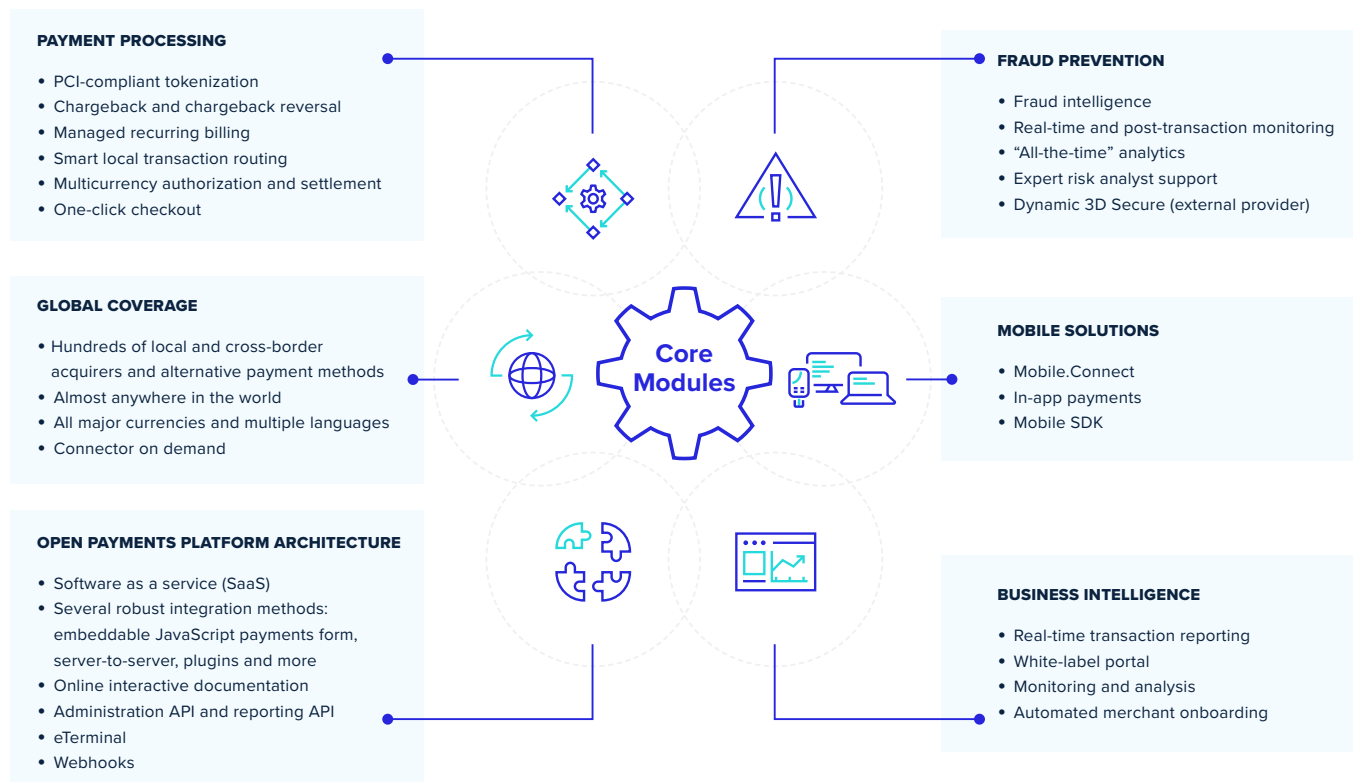 PAYMENT PROCESSING
• PCI-compliant tokenization
• Chargeback and chargeback reversal
• Managed recurring billing
• Smart local transaction routing
• Multicurrency authorization and settlement
• One-click checkout
GLOBAL COVERAGE
• Hundreds of local and cross-border
acquirers and alternative payment methods
• Almost anywhere in the world
• All major currencies and multiple languages
• Connector on demand
OPEN PAYMENTS PLATFORM ARCHITECTURE
• Software as a service (SaaS)
• Several robust integration methods:
embeddable JavaScript payments form,
server-to-server, plugins and more
• Online interactive documentation
• Administration API and reporting API
• eTerminal
• Webhooks
Core
Modules
FRAUD PREVENTION
• Fraud intelligence
• Real-time and post-transaction monitoring
• “All-the-time” analytics
• Expert risk analyst support
• Dynamic 3D Secure (external provider)
MOBILE SOLUTIONS
• Mobile.Connect
• In-app payments
• Mobile SDK
BUSINESS INTELLIGENCE
• Real-time transaction reporting
• White-label portal
• Monitoring and analysis
• Automated merchant onboarding